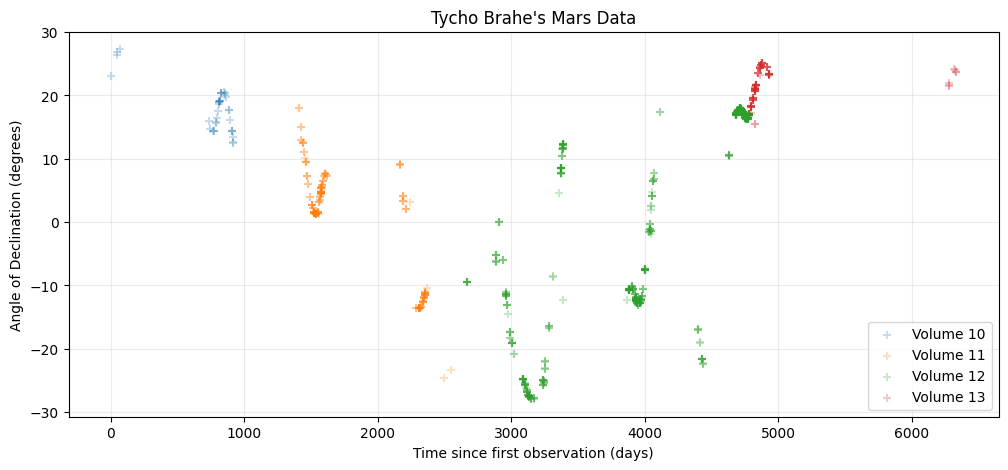 Tycho Brahe's Mars Data
Angle of Declination (degrees)
30
20
10
0
−10
−20
−30
0 1000 2000 3000 4000 5000 6000
Time since first observation (days)
Volume 10
Volume 11
Volume 12
Volume 13